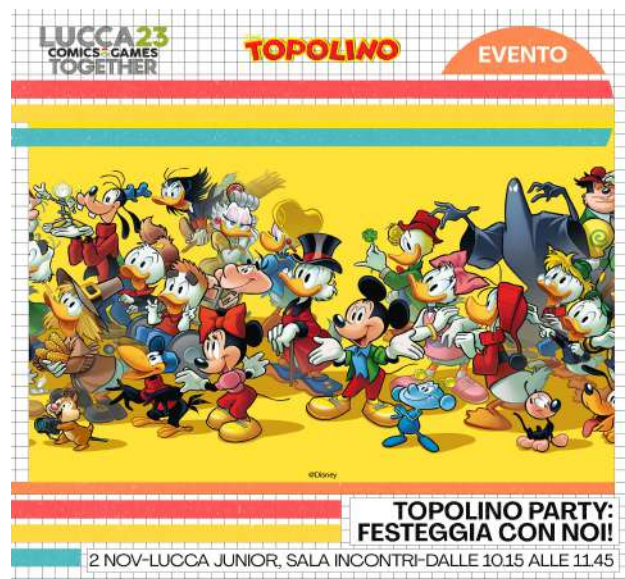 LUCCA23
COMICS&GAMES
TOGETHER
TOPOLINO
EVENTO
©Disney
TOPOLINO PARTY:
FESTEGGIA CON NOI!
2 NOV-LUCCA JUNIOR, SALA INCONTRI-DALLE 10.15 ALLE 11.45